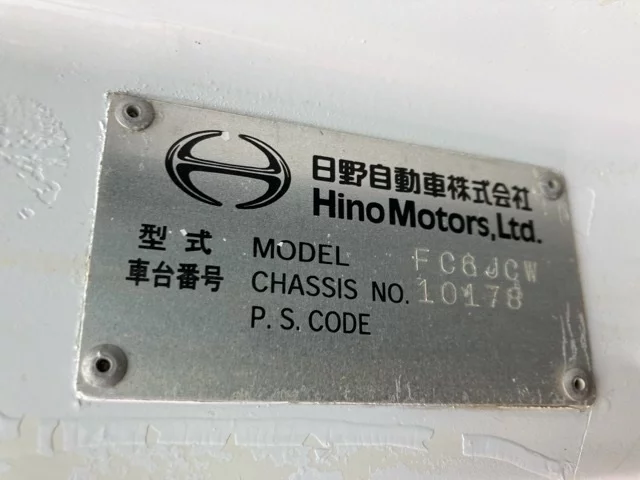 日野自動車株式会社
Hino Motors, Ltd.
型式 MODEL FC6JCW
車台番号 CHASSIS NO. 10178
P.S.CODE